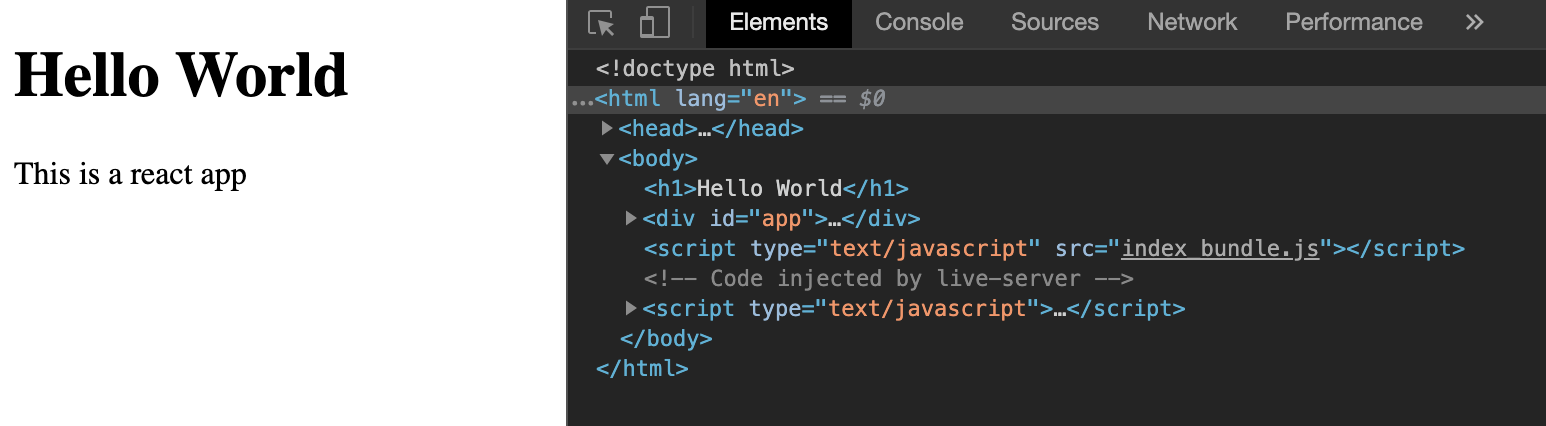 Hello World
This is a react app
Elements Console Sources Network Performance »
<!doctype html>
…<html lang="en"> == $0
<head>…</head>
<body>
<h1>Hello World</h1>
<div id="app">…</div>
<script type="text/javascript" src="index_bundle.js"></script>
<!-- Code injected by live-server -->
<script type="text/javascript">…</script>
</body>
</html>